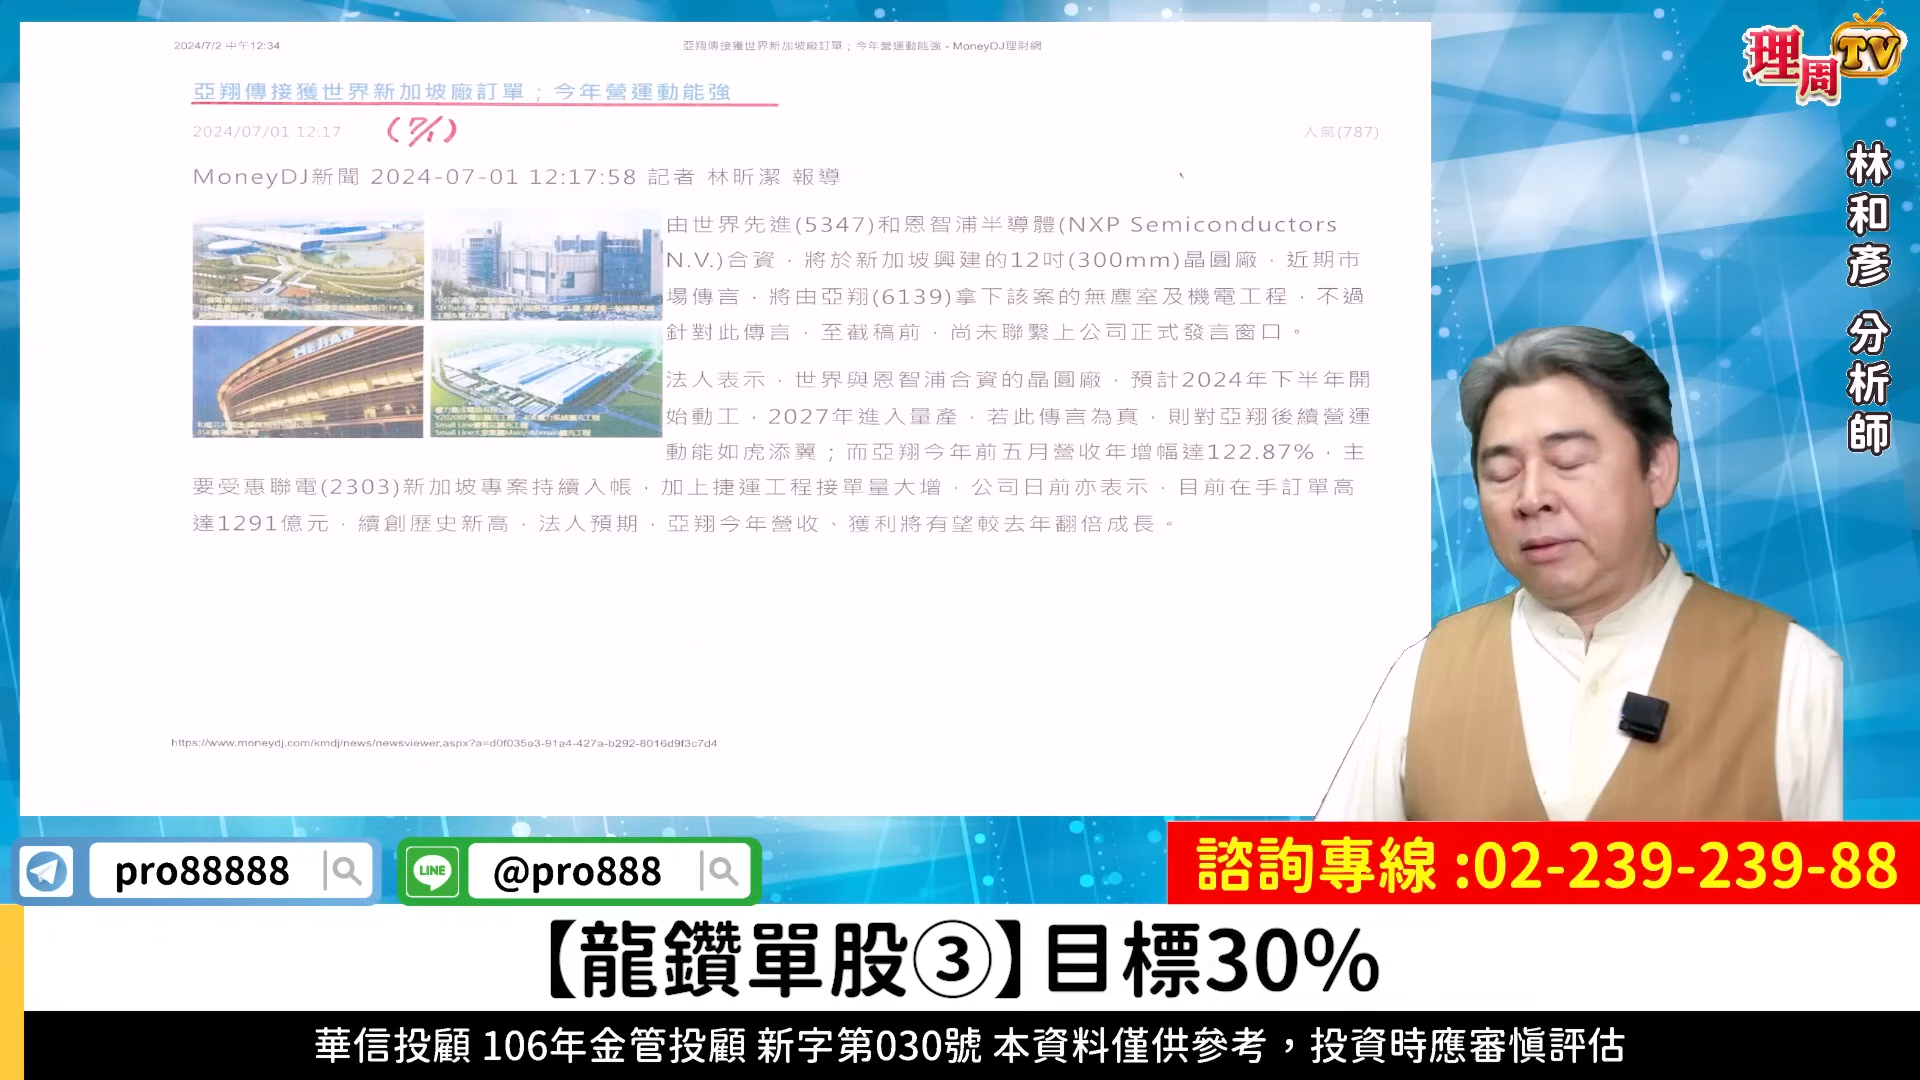 2024/7/2 中午12:34
亞翔傳接獲世界新加坡廠訂單；今年營運動能強 - MoneyDJ理財網
亞翔傳接獲世界新加坡廠訂單；今年營運動能強
2024/07/01 12:17
(7/1)
人氣(787)
MoneyDJ新聞 2024-07-01 12:17:58 記者 林昕潔 報導
由世界先進(5347)和恩智浦半導體(NXP Semiconductors
N.V.)合資，將於新加坡興建的12吋(300mm)晶圓廠，近期市
場傳言，將由亞翔(6139)拿下該案的無塵室及機電工程，不過
針對此傳言，至截稿前，尚未聯繫上公司正式發言窗口。
法人表示，世界與恩智浦合資的晶圓廠，預計2024年下半年開
始動工，2027年進入量產，若此傳言為真，則對亞翔後續營運
動能如虎添翼；而亞翔今年前五月營收年增幅達122.87%，主
要受惠聯電(2303)新加坡專案持續入帳，加上捷運工程接單量大增，公司日前亦表示，目前在手訂單高
達1291億元，續創歷史新高，法人預期，亞翔今年營收、獲利將有望較去年翻倍成長。
https://www.moneydj.com/kmdj/news/newsviewer.aspx?a=d0f035e3-91a4-427a-b292-8016d9f3c7d4
理周TV
林和彥 分析師
pro88888
LINE
@pro888
諮詢專線:02-239-239-88
【龍鑽單股③】目標30%
華信投顧 106年金管投顧 新字第030號 本資料僅供參考，投資時應審慎評估